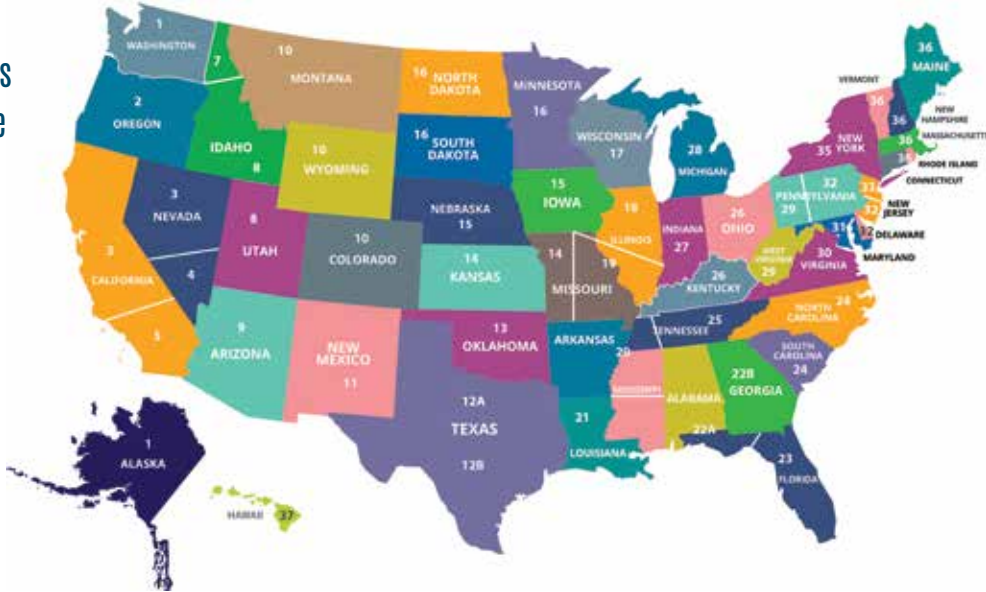 s
e
1
WASHINGTON
2
OREGON
7
IDAHO
8
10
MONTANA
10
WYOMING
3
NEVADA
4
3
CALIFORNIA
5
UTAH
10
COLORADO
9
ARIZONA
NEW
MEXICO
11
16 NORTH
DAKOTA
16 SOUTH
DAKOTA
NEBRASKA
15
14
KANSAS
13
OKLAHOMA
12A
TEXAS
12B
MINNESOTA
16
15
IOWA
14
MISSOURI
19
ARKANSAS
21
LOUISIANA
WISCONSIN
17
ILLINOIS
28
MICHIGAN
INDIANA
27
26
OHIO
26
KENTUCKY
25
TENNESSEE
20
MISSISSIPPI
ALABAMA
22A
22B
GEORGIA
23
FLORIDA
SOUTH
CAROLINA
24
NORTH 24
CAROLINA
30
VIRGINIA
WEST
VIRGINIA
29
32
PENNSYLVANIA
29
35 NEW
YORK
VERMONT
36
36
MAINE
36
NEW
HAMPSHIRE
36
MASSACHUSETT
RHODE ISLAND
CONNECTICUT
32
NEW
JERSEY
DELAWARE
31
MARYLAND
1
ALASKA
HAWAII
37